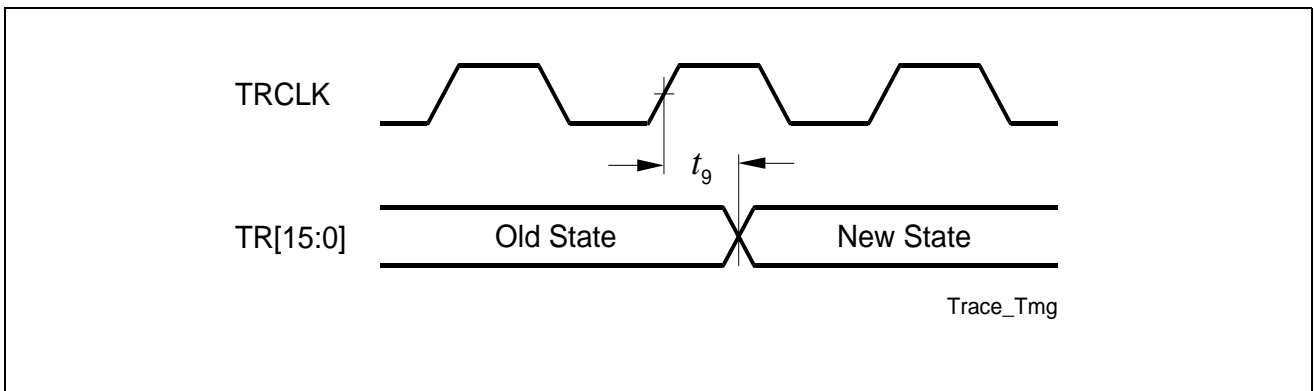 TRCLK
t9
TR[15:0]
Old State
New State
Trace_Tmg